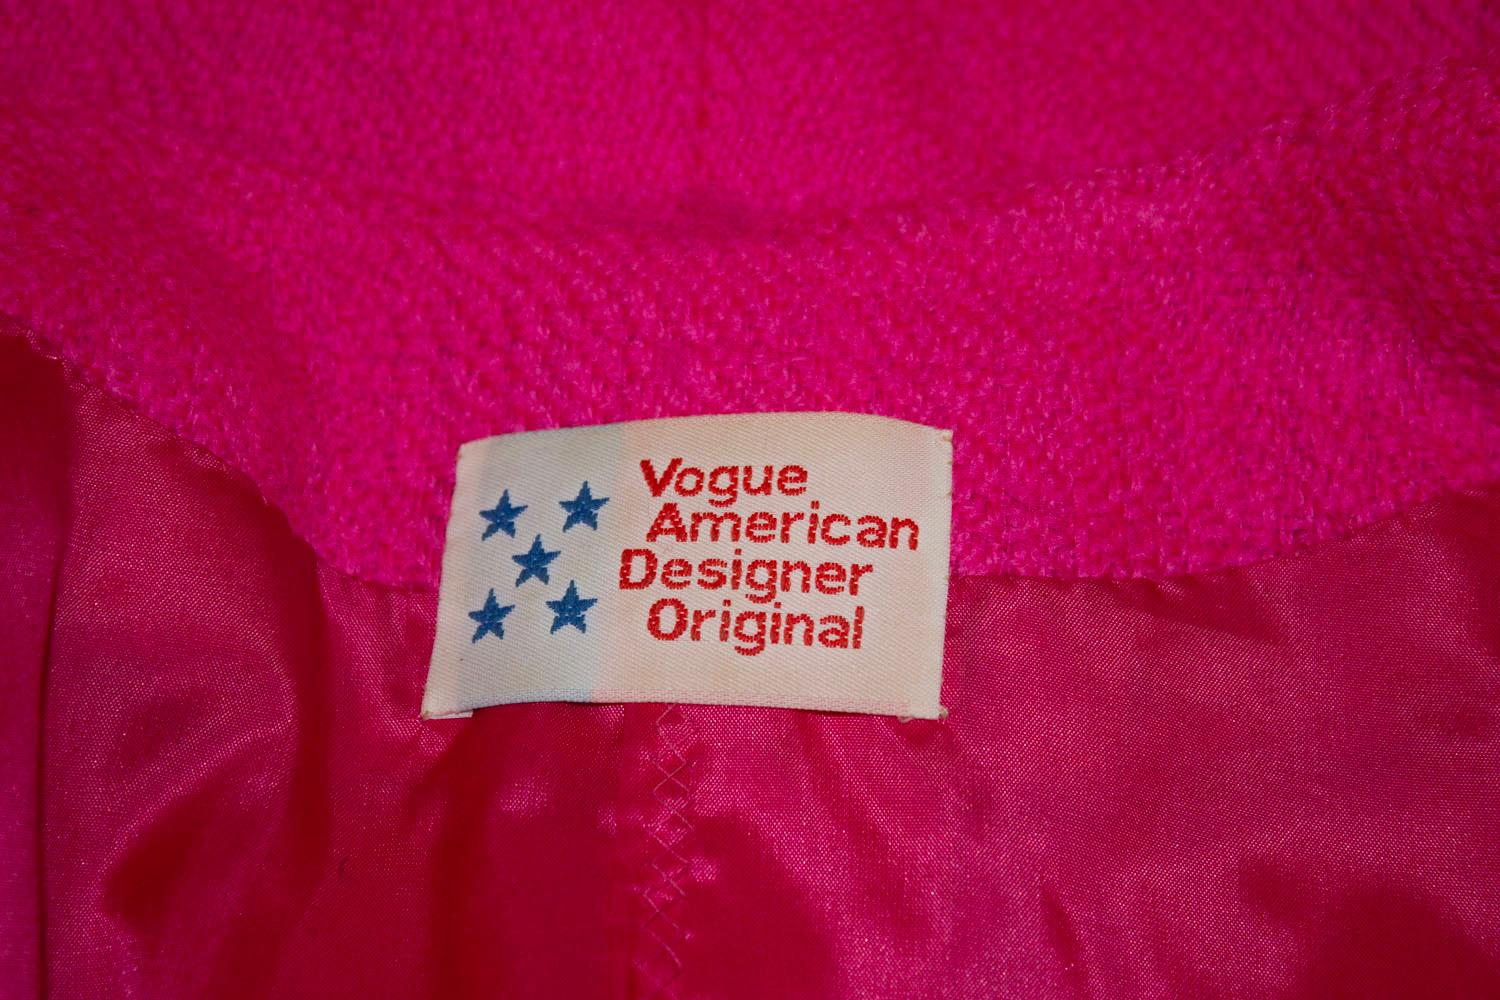 Vogue
American
Designer
Original